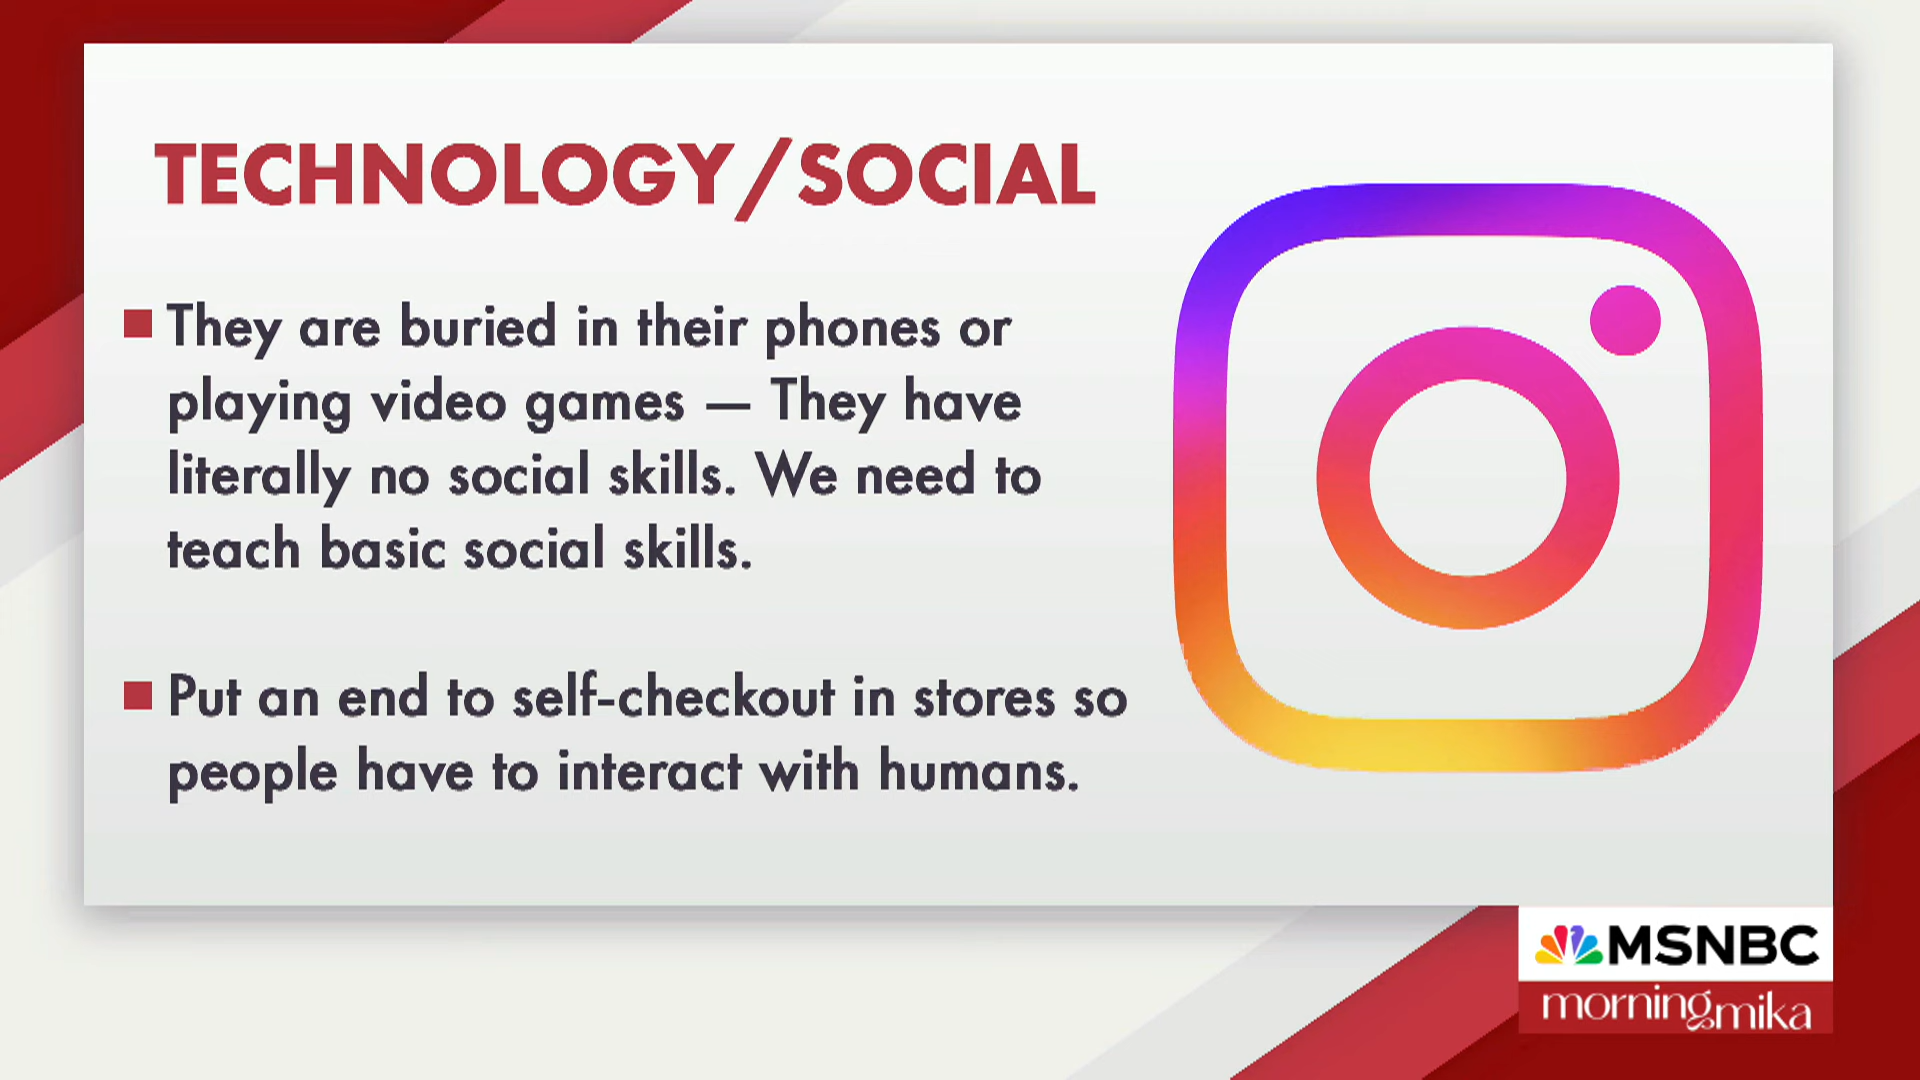 TECHNOLOGY/SOCIAL
They are buried in their phones or
playing video games — They have
literally no social skills. We need to
teach basic social skills.
Put an end to self-checkout in stores so
people have to interact with humans.
MSNBC
morningmika